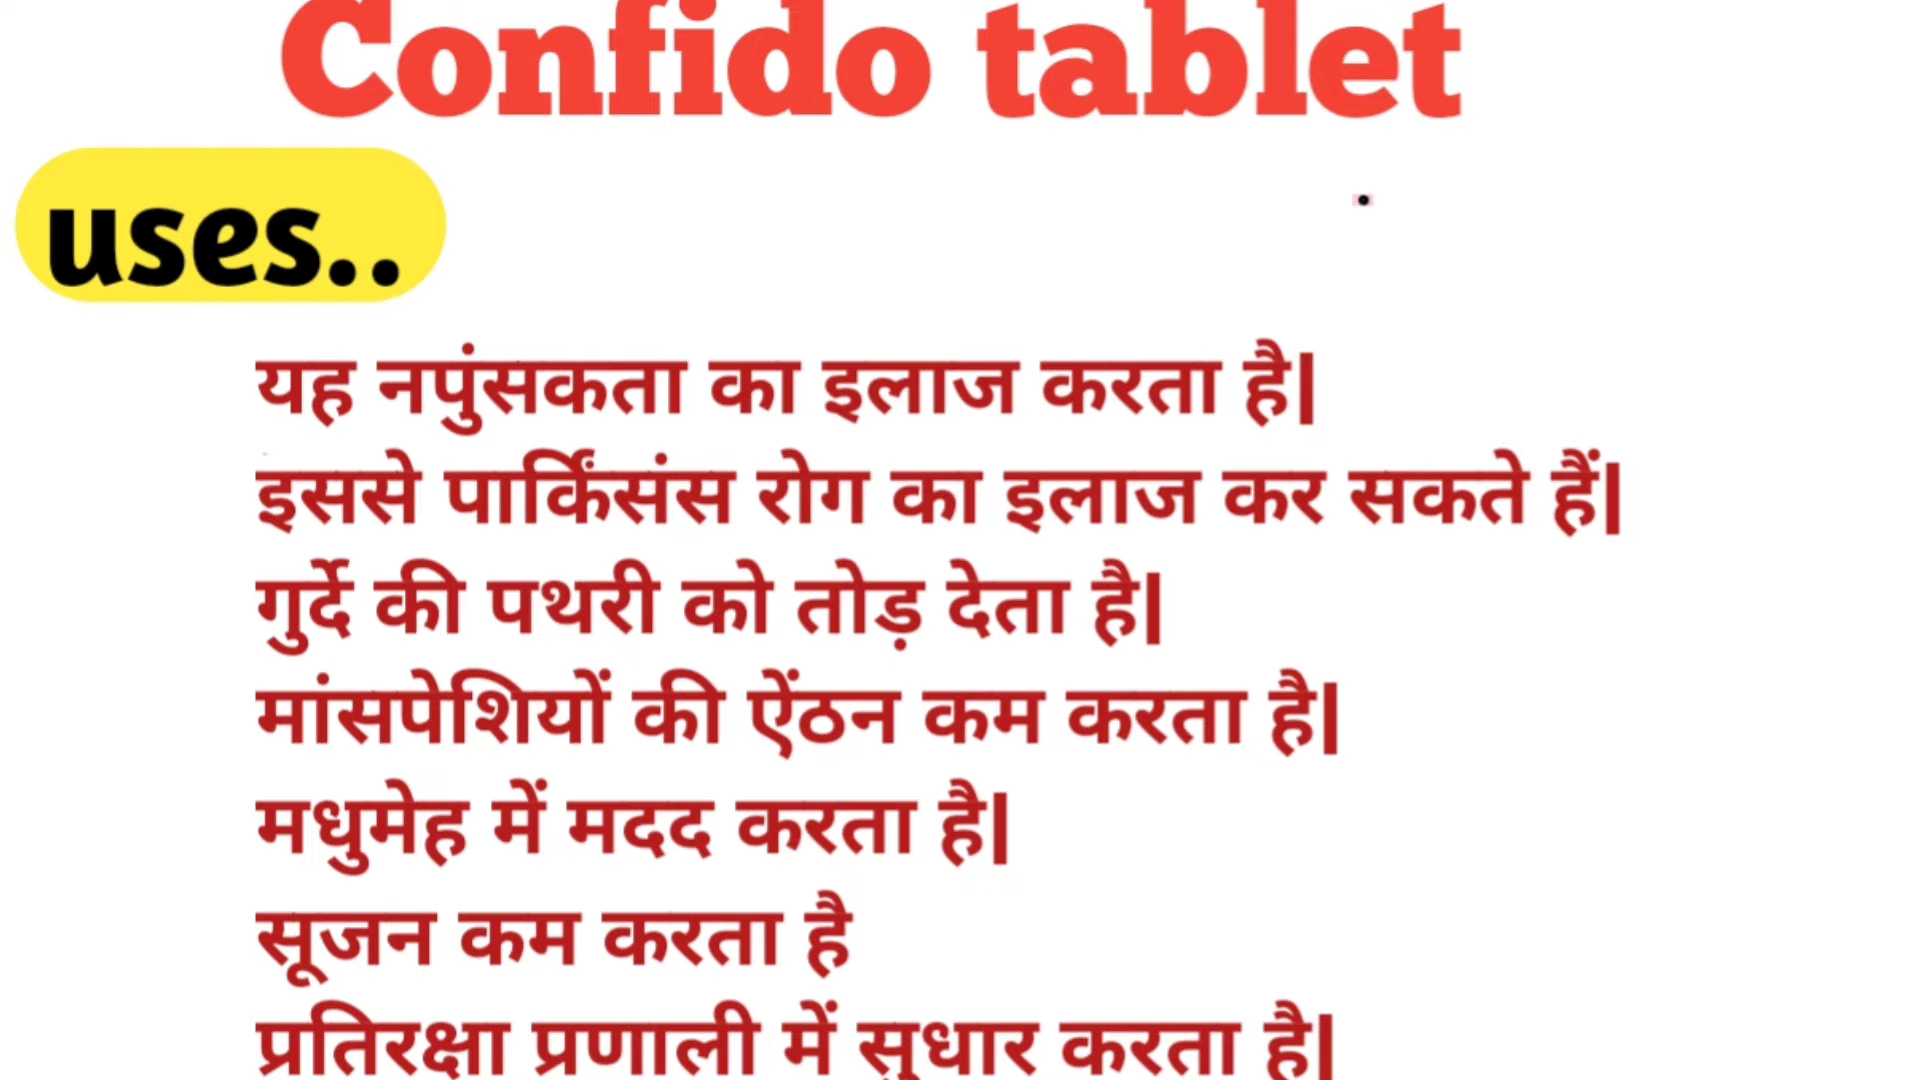 Confido tablet
uses..
यह नपुंसकता का इलाज करता है|
इससे पार्किंसंस रोग का इलाज कर सकते हैं|
गुर्दे की पथरी को तोड़ देता है|
मांसपेशियों की ऐंठन कम करता है|
मधुमेह में मदद करता है|
सूजन कम करता है
प्रतिरक्षा प्रणाली में सुधार करता है|